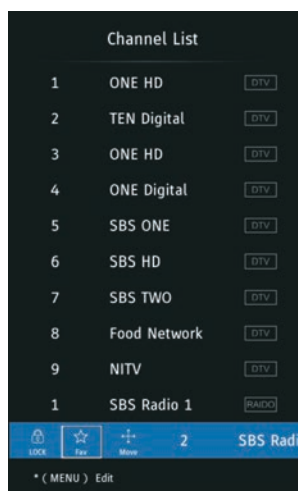 Channel List
1 ONE HD DTV
2 TEN Digital DTV
3 ONE HD DTV
4 ONE Digital DTV
5 SBS ONE DTV
6 SBS HD DTV
7 SBS TWO DTV
8 Food Network DTV
9 NITV DTV
1 SBS Radio 1 RAIDO
LOCK Fav Move 2 SBS Radi
* ( MENU ) Edit